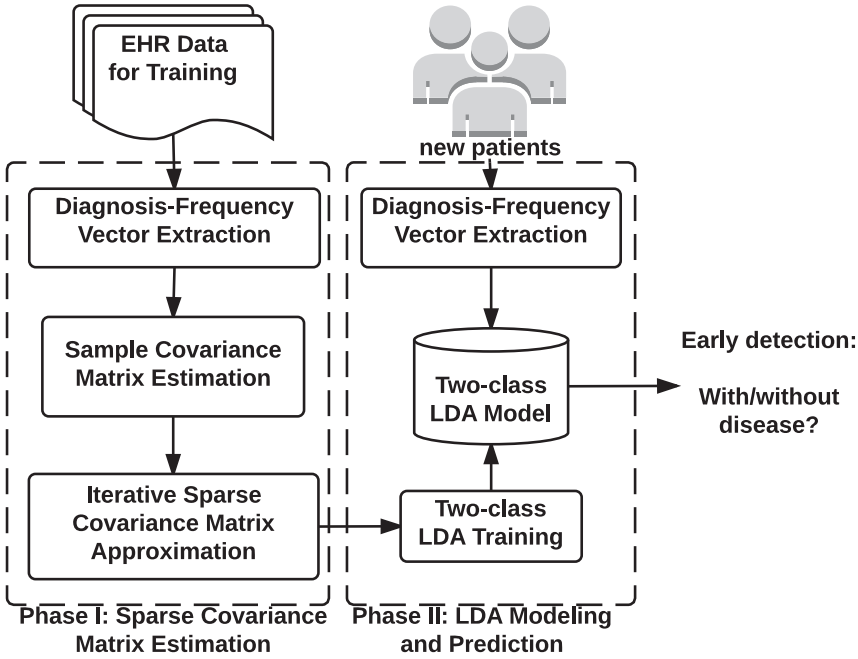 EHR Data
for Training
new patients
Diagnosis-Frequency
Vector Extraction
Diagnosis-Frequency
Vector Extraction
Sample Covariance
Matrix Estimation
Two-class
LDA Model
Early detection:
With/without
disease?
Iterative Sparse
Covariance Matrix
Approximation
Two-class
LDA Training
Phase I: Sparse Covariance
Matrix Estimation
Phase II: LDA Modeling
and Prediction